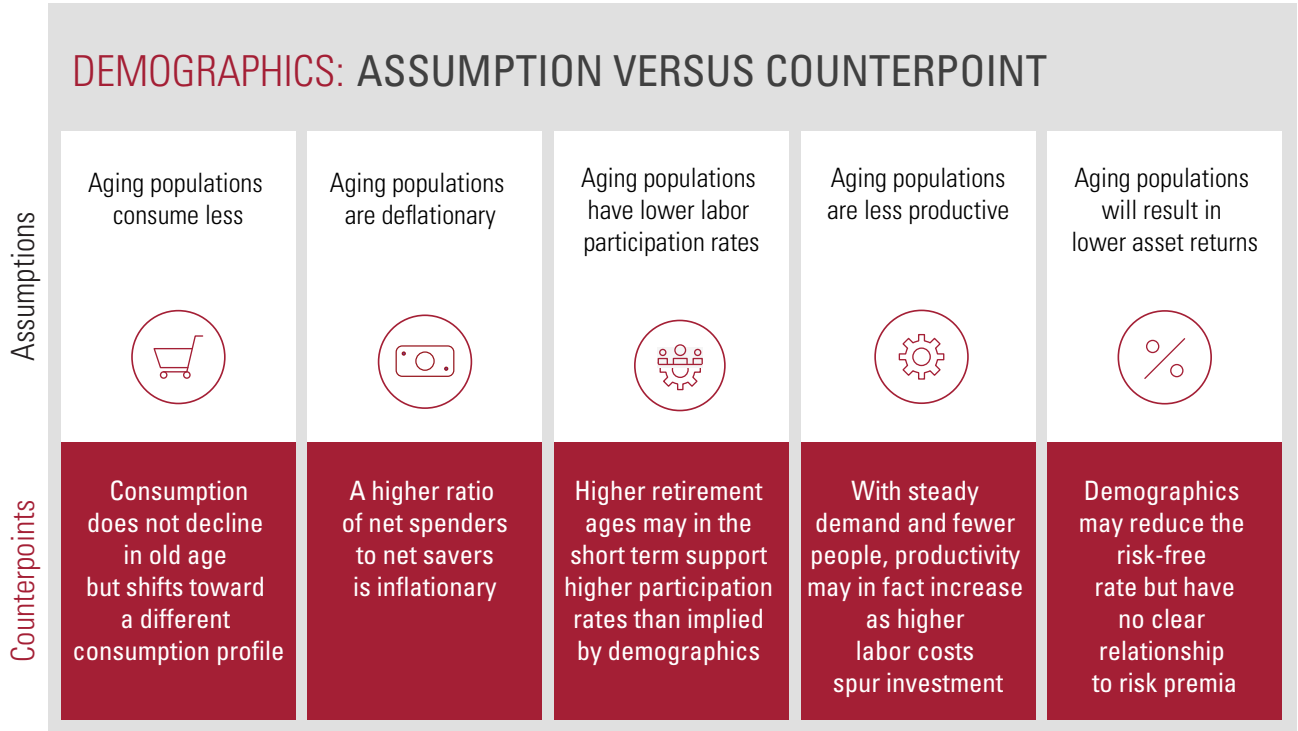 DEMOGRAPHICS: ASSUMPTION VERSUS COUNTERPOINT
Assumptions
Aging populations
consume less
Aging populations
are deflationary
Aging populations
have lower labor
participation rates
Aging populations
are less productive
Aging populations
will result in
lower asset returns
Counterpoints
Consumption
does not decline
in old age
but shifts toward
a different
consumption profile
A higher ratio
of net spenders
to net savers
is inflationary
Higher retirement
ages may in the
short term support
higher participation
rates than implied
by demographics
With steady
demand and fewer
people, productivity
may in fact increase
as higher
labor costs
spur investment
Demographics
may reduce the
risk-free
rate but have
no clear
relationship
to risk premia